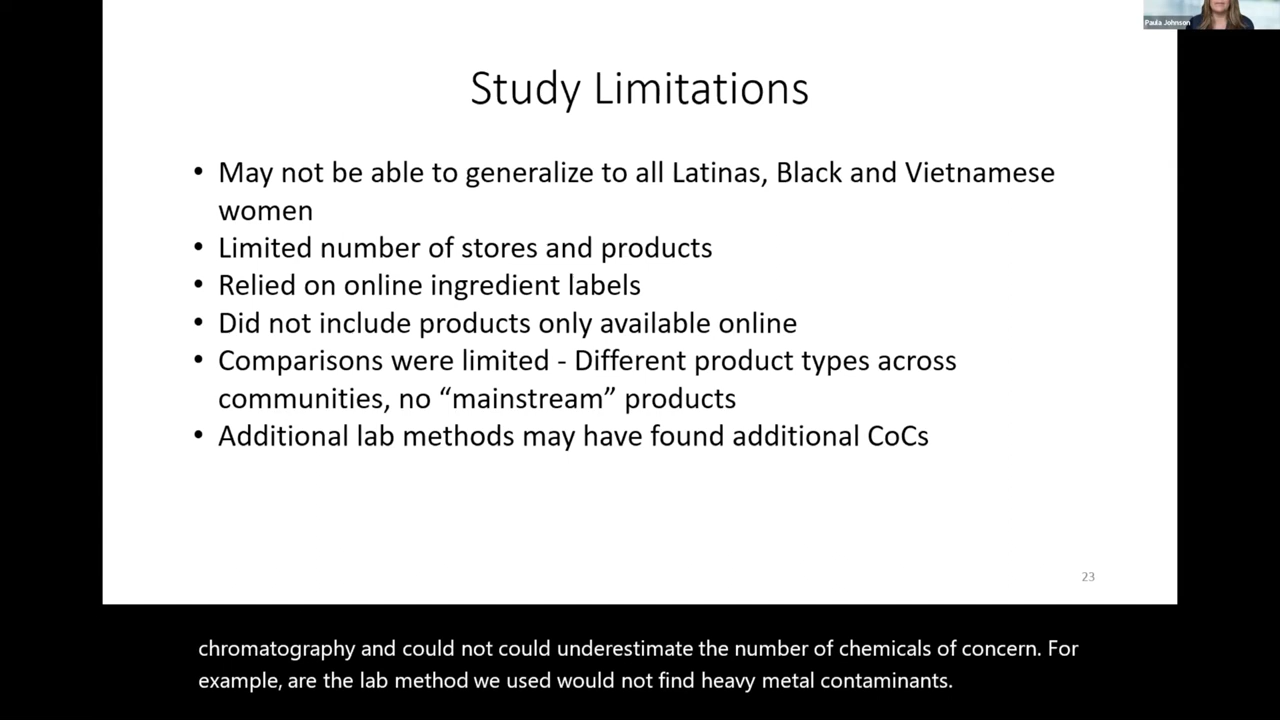 Paula Johnson
Study Limitations
• May not be able to generalize to all Latinas, Black and Vietnamese
women
• Limited number of stores and products
• Relied on online ingredient labels
• Did not include products only available online
• Comparisons were limited - Different product types across
communities, no “mainstream” products
• Additional lab methods may have found additional CoCs
23
chromatography and could not could underestimate the number of chemicals of concern. For
example, are the lab method we used would not find heavy metal contaminants.